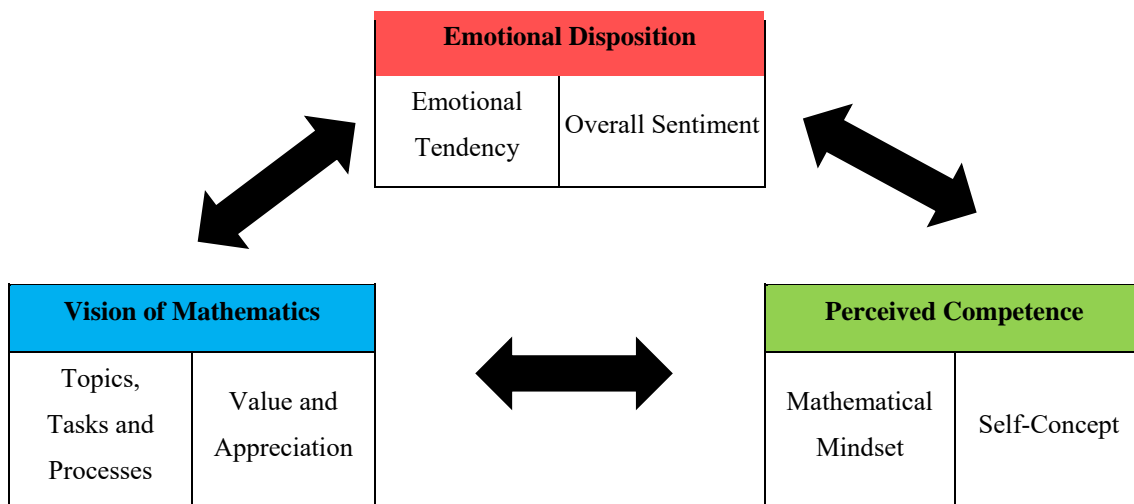 Emotional Disposition
Emotional
Tendency
Overall Sentiment
Vision of Mathematics
Topics,
Tasks and
Processes
Value and
Appreciation
Perceived Competence
Mathematical
Mindset
Self-Concept